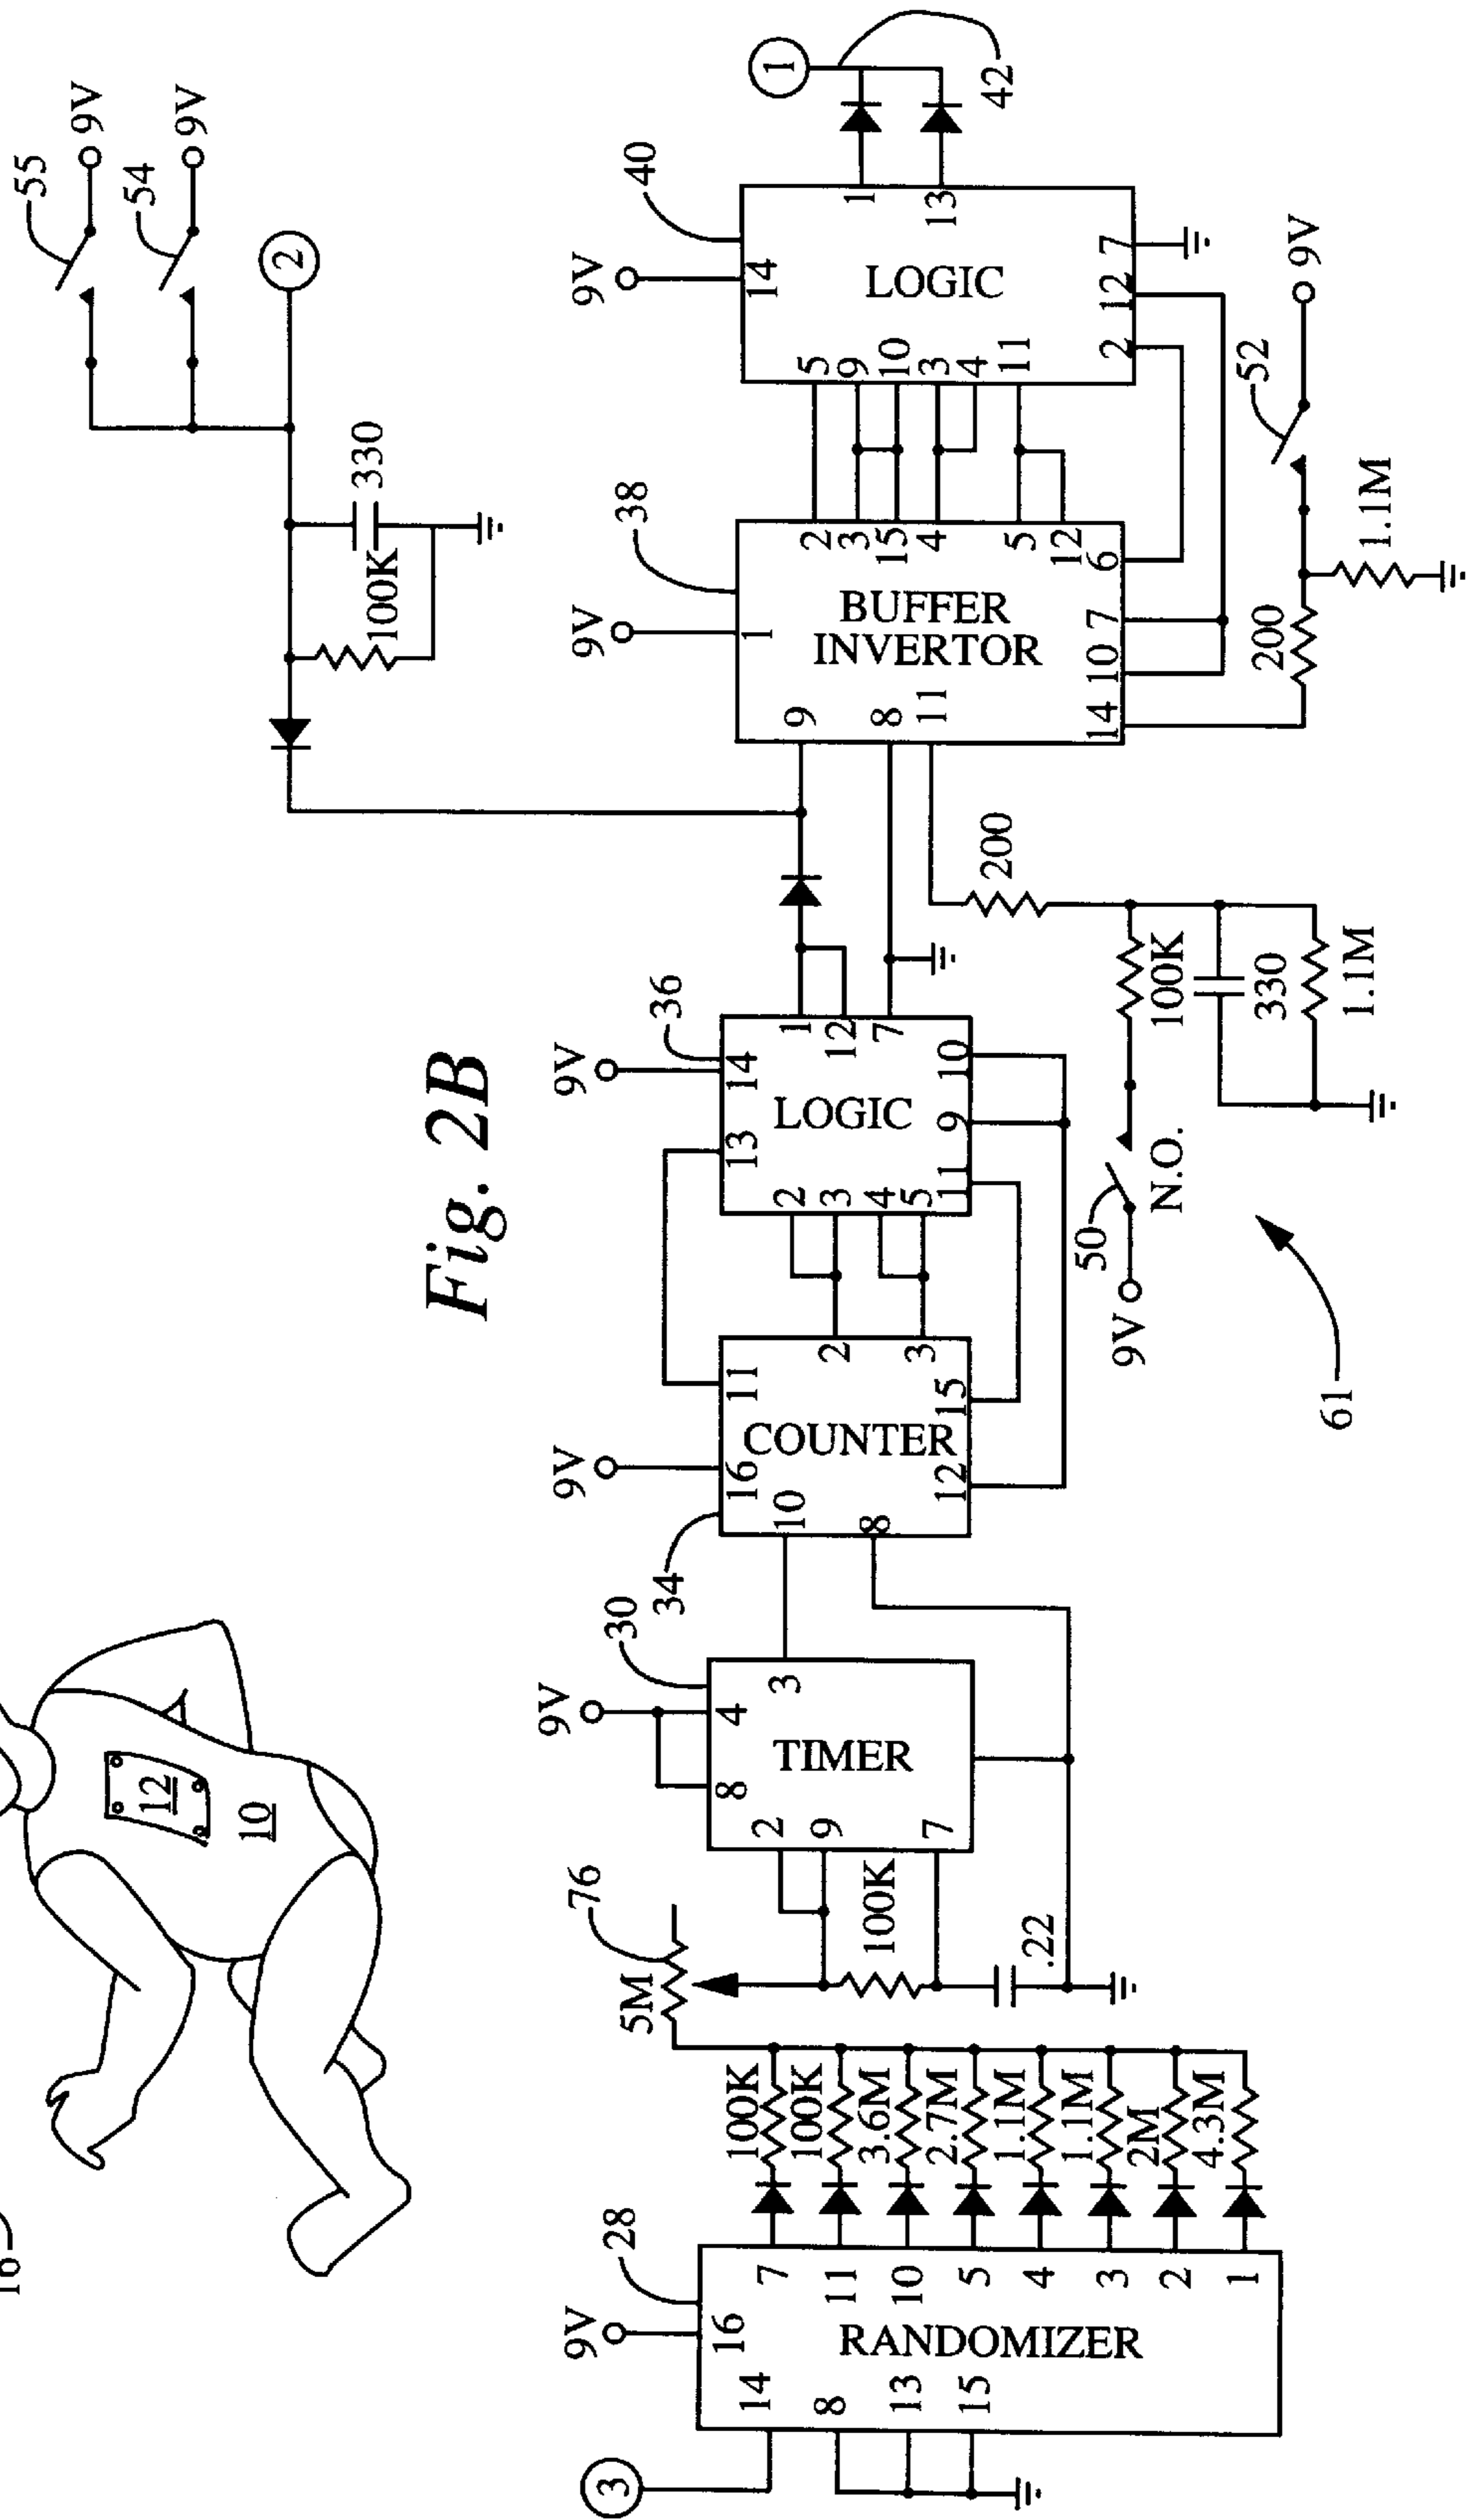 16
10
12
Fig. 2B
55
9V
54
9V
2
330
100K
3
9V
28
16
14
8
13
15
RANDOMIZER
7
11
10
5
4
3
2
1
100K
100K
3.6M
2.7M
1.1M
1.1M
2M
4.3M
5M
76
100K
.22
9V
30
8
4
2
9
7
3
TIMER
9V
34
16
11
10
8
12
15
2
3
COUNTER
9V
36
13
14
2
3
4
5
11
9
10
1
12
7
LOGIC
9V
50
N.O.
200
100K
330
1.1M
61
9V
38
1
9
8
11
14
10
7
6
2
3
15
4
5
12
BUFFER
INVERTOR
200
1.1M
52
9V
9V
40
14
5
9
10
3
4
11
2
12
7
1
13
LOGIC
1
42